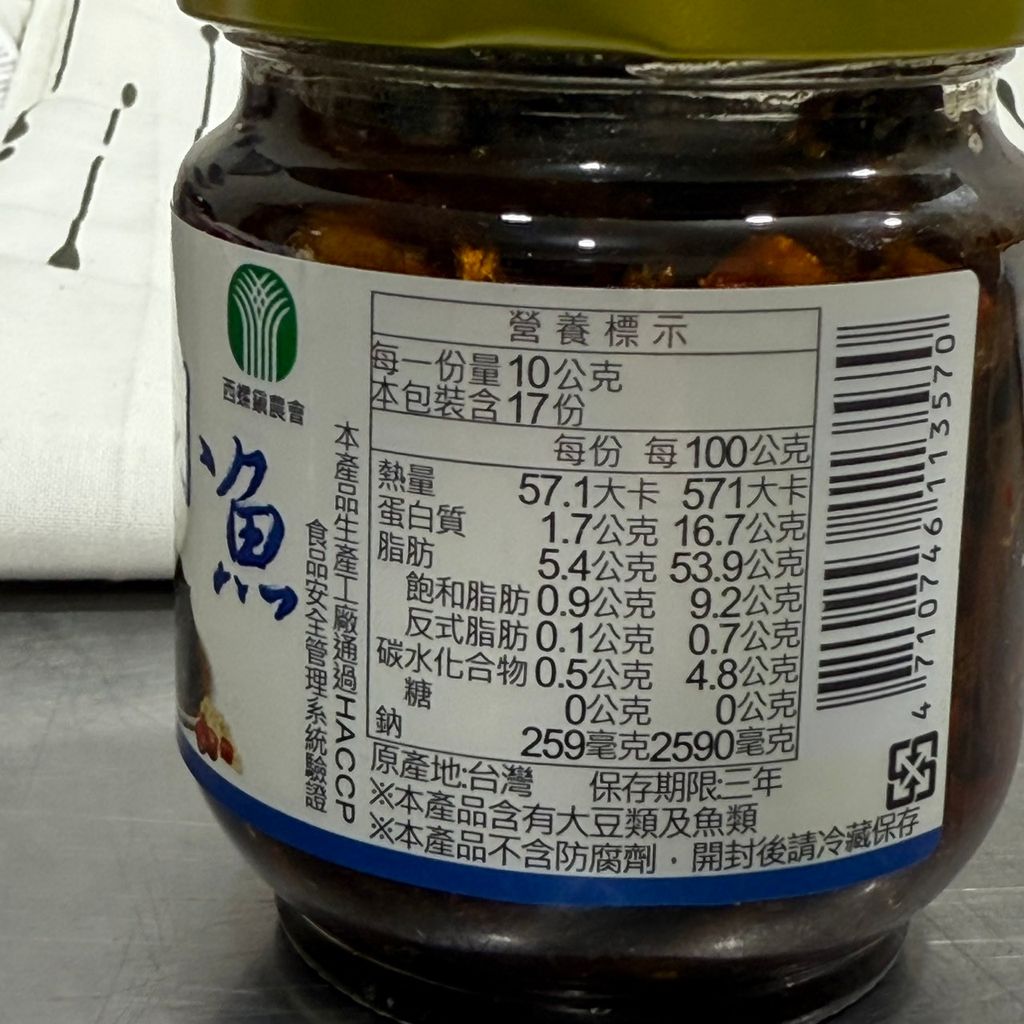 西螺鎮農會
漁
本產品生產工廠通過HACCP
食品安全管理系統驗證
營養標示
每一份量10公克
本包裝含17份
每份 每100公克
熱量 57.1大卡 571大卡
蛋白質 1.7公克 16.7公克
脂肪 5.4公克 53.9公克
飽和脂肪 0.9公克 9.2公克
反式脂肪 0.1公克 0.7公克
碳水化合物 0.5公克 4.8公克
糖 0公克 0公克
鈉 259毫克 2590毫克
原產地:台灣 保存期限:三年
※本產品含有大豆類及魚類
※本產品不含防腐劑，開封後請冷藏保存
4710746113570